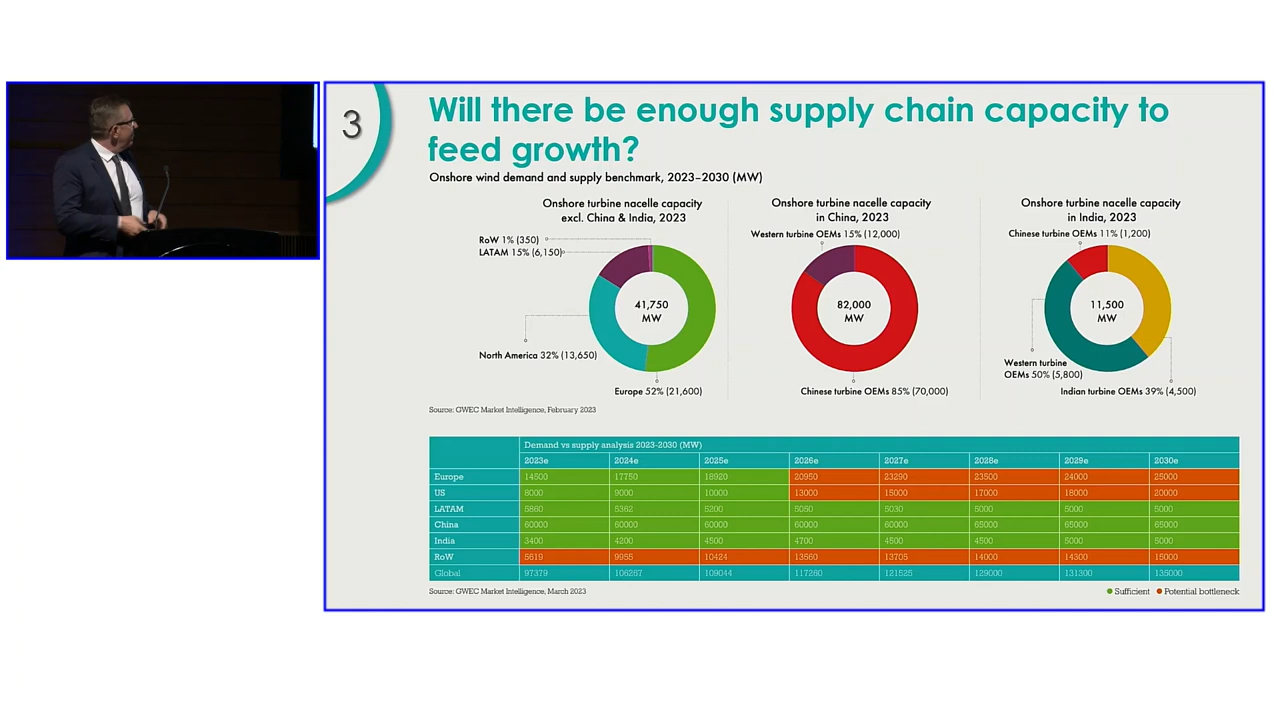 3
Will there be enough supply chain capacity to
feed growth?
Onshore wind demand and supply benchmark, 2023–2030 (MW)
Onshore turbine nacelle capacity
excl. China & India, 2023
RoW 1% (350)
LATAM 15% (6,150)
41,750
MW
North America 32% (13,650)
Europe 52% (21,600)
Onshore turbine nacelle capacity
in China, 2023
Western turbine OEMs 15% (12,000)
82,000
MW
Chinese turbine OEMs 85% (70,000)
Onshore turbine nacelle capacity
in India, 2023
Chinese turbine OEMs 11% (1,200)
11,500
MW
Western turbine
OEMs 50% (5,800)
Indian turbine OEMs 39% (4,500)
Source: GWEC Market Intelligence, February 2023
Demand vs supply analysis 2023-2030 (MW)
2023e 2024e 2025e 2026e 2027e 2028e 2029e 2030e
Europe 14500 17750 18920 20950 23290 23500 24000 25000
US 8000 9000 10000 13000 15000 17000 18000 20000
LATAM 5860 5362 5200 5050 5030 5000 5000 5000
China 60000 60000 60000 60000 60000 65000 65000 65000
India 3400 4200 4500 4700 4500 4500 5000 5000
RoW 5619 9955 10424 13560 13705 14000 14300 15000
Global 97379 106267 109044 117260 121525 129000 131300 135000
Source: GWEC Market Intelligence, March 2023
Sufficient Potential bottleneck